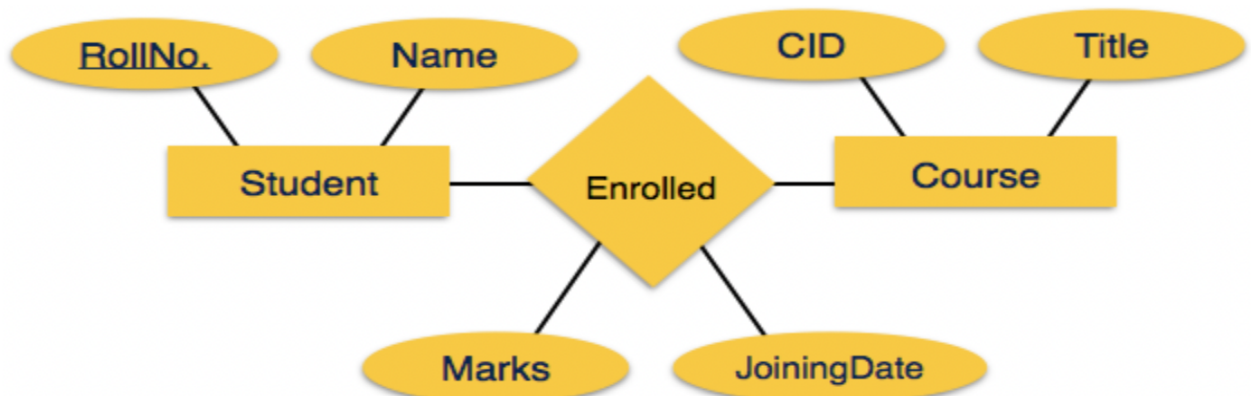 RollNo.
Name
CID
Title
Student
Enrolled
Course
Marks
JoiningDate